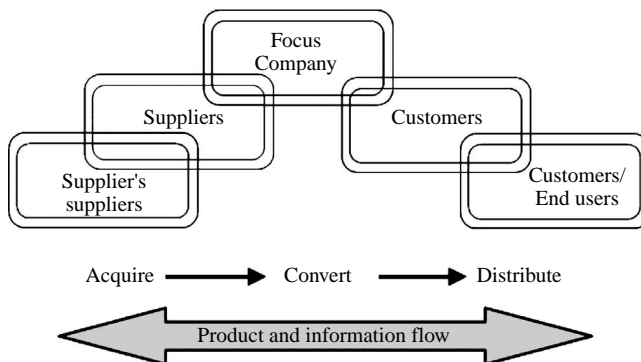 Focus
Company
Suppliers
Customers
Supplier's
suppliers
Customers/
End users
Acquire
Convert
Distribute
Product and information flow